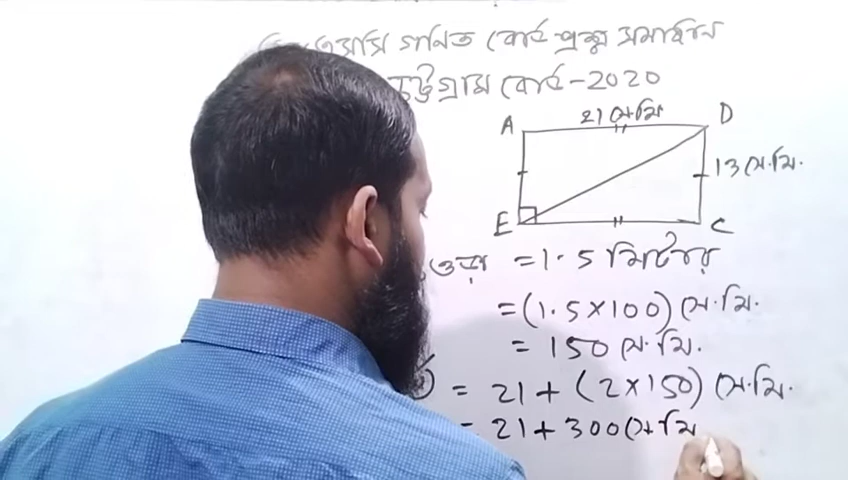 গণিত বোর্ড প্রশ্ন সমাধান
চট্টগ্রাম বোর্ড-2020
A 21 সে.মি. D
13 সে.মি.
E C
= 1.5 মিটার
= (1.5×100) সে.মি.
= 150 সে.মি.
= 21 + (2×150) সে.মি.
= 21 + 300 সে.মি